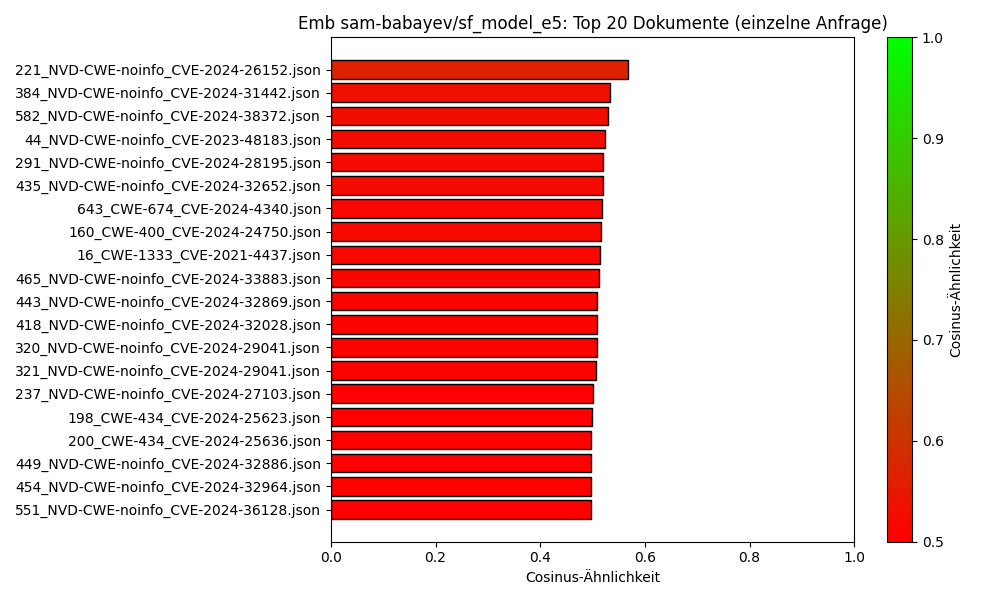 Emb sam-babayev/sf_model_e5: Top 20 Dokumente (einzelne Anfrage)
221_NVD-CWE-noinfo_CVE-2024-26152.json
384_NVD-CWE-noinfo_CVE-2024-31442.json
582_NVD-CWE-noinfo_CVE-2024-38372.json
44_NVD-CWE-noinfo_CVE-2023-48183.json
291_NVD-CWE-noinfo_CVE-2024-28195.json
435_NVD-CWE-noinfo_CVE-2024-32652.json
643_CWE-674_CVE-2024-4340.json
160_CWE-400_CVE-2024-24750.json
16_CWE-1333_CVE-2021-4437.json
465_NVD-CWE-noinfo_CVE-2024-33883.json
443_NVD-CWE-noinfo_CVE-2024-32869.json
418_NVD-CWE-noinfo_CVE-2024-32028.json
320_NVD-CWE-noinfo_CVE-2024-29041.json
321_NVD-CWE-noinfo_CVE-2024-29041.json
237_NVD-CWE-noinfo_CVE-2024-27103.json
198_CWE-434_CVE-2024-25623.json
200_CWE-434_CVE-2024-25636.json
449_NVD-CWE-noinfo_CVE-2024-32886.json
454_NVD-CWE-noinfo_CVE-2024-32964.json
551_NVD-CWE-noinfo_CVE-2024-36128.json
0.0 0.2 0.4 0.6 0.8 1.0
Cosinus-Ähnlichkeit
1.0
0.9
0.8
0.7
0.6
0.5
Cosinus-Ähnlichkeit